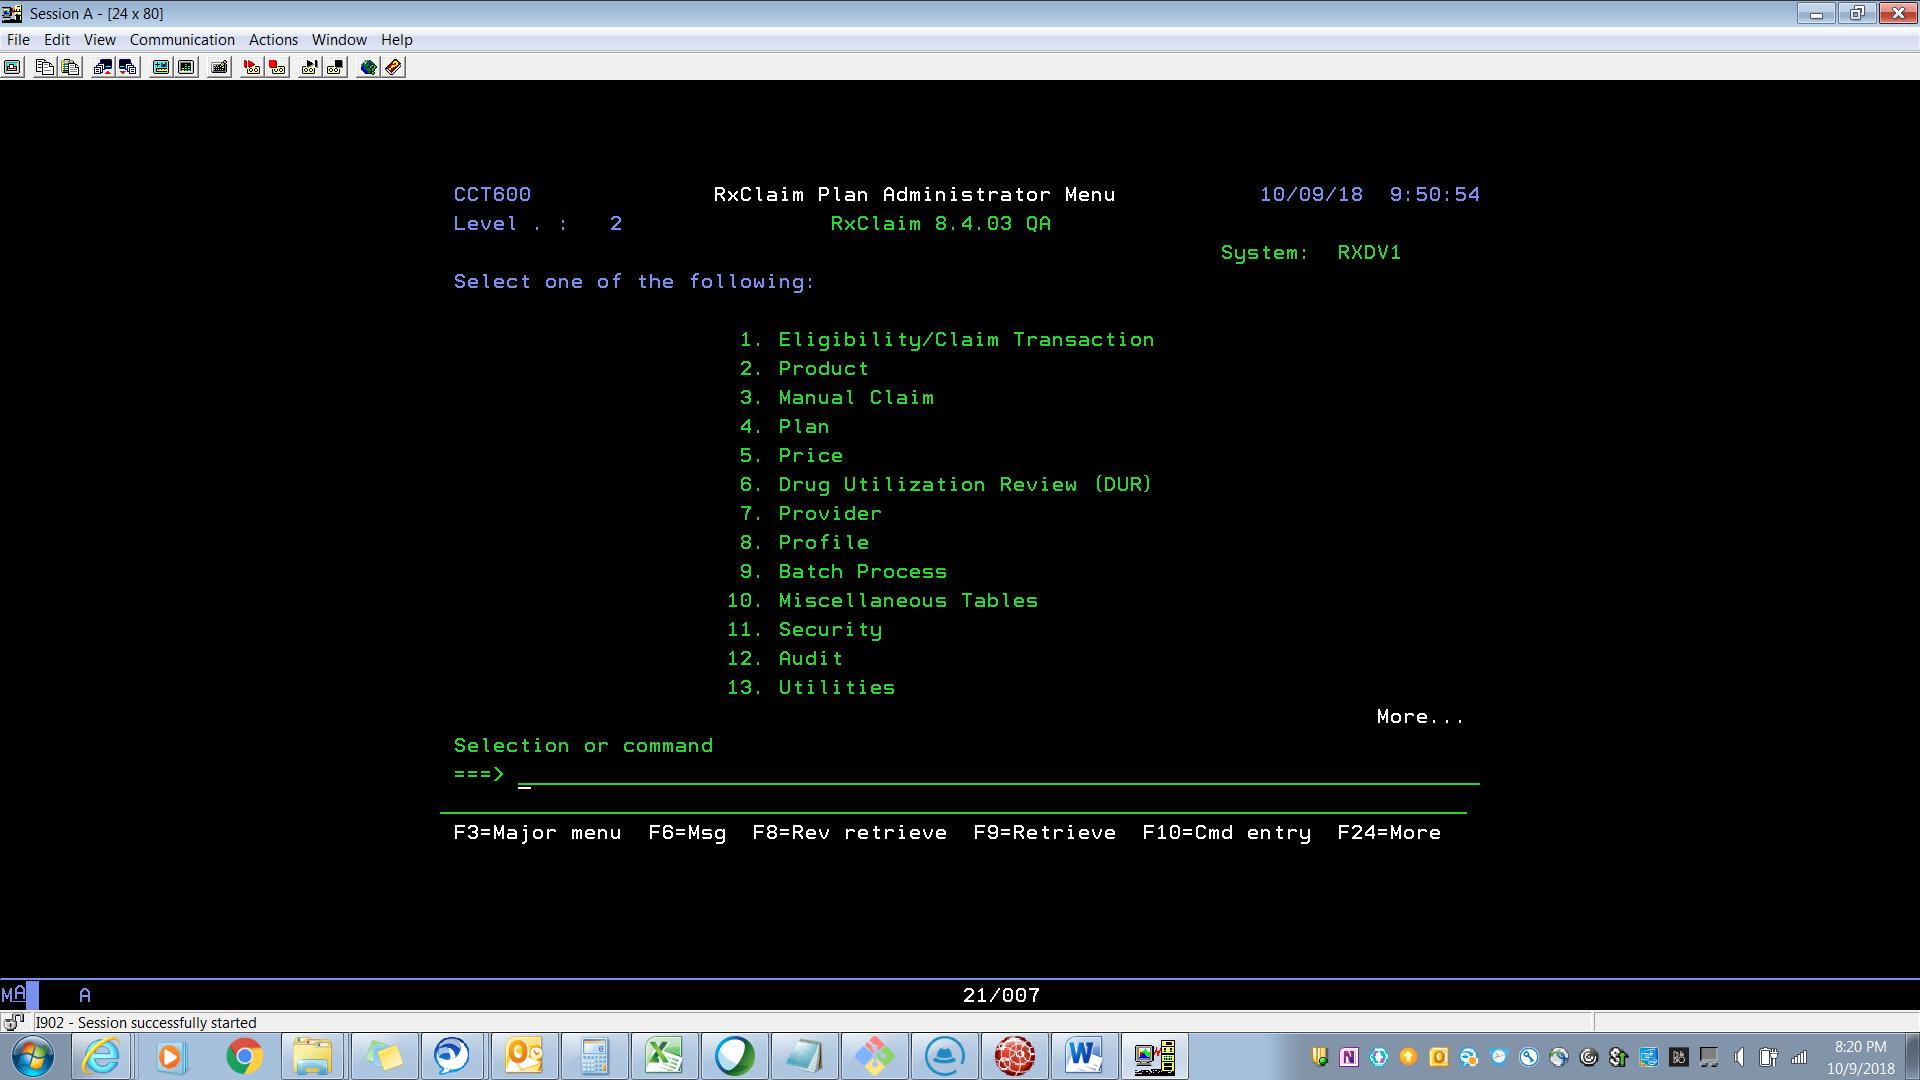 Session A - [24 x 80]
File Edit View Communication Actions Window Help
CCT600 RxClaim Plan Administrator Menu 10/09/18 9:50:54
Level . : 2 RxClaim 8.4.03 QA
System: RXDV1
Select one of the following:
1. Eligibility/Claim Transaction
2. Product
3. Manual Claim
4. Plan
5. Price
6. Drug Utilization Review (DUR)
7. Provider
8. Profile
9. Batch Process
10. Miscellaneous Tables
11. Security
12. Audit
13. Utilities
More...
Selection or command
===>
F3=Major menu F6=Msg F8=Rev retrieve F9=Retrieve F10=Cmd entry F24=More
MA A 21/007
I902 - Session successfully started
8:20 PM
10/9/2018